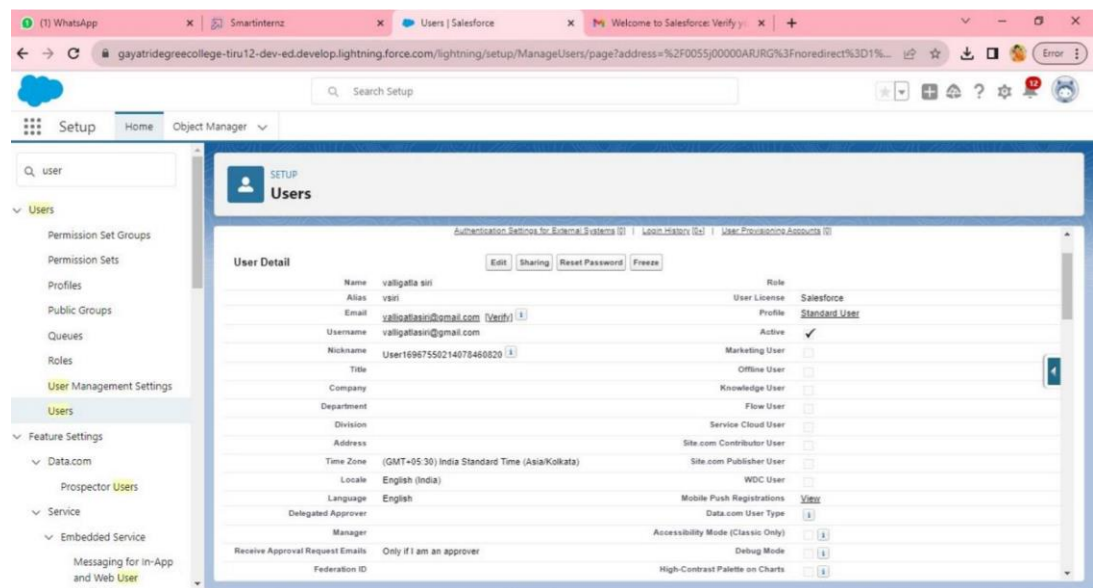 (1) WhatsApp
Smartinternz
Users | Salesforce
Welcome to Salesforce: Verify yo
gayatridegreecollege-tiru12-dev-ed.develop.lightning.force.com/lightning/setup/ManageUsers/page?address=%2F0055j00000ARJRG%3Fnoredirect%3D1%...
Error
Search Setup
12
Setup Home Object Manager
user
Users
Permission Set Groups
Permission Sets
Profiles
Public Groups
Queues
Roles
User Management Settings
Users
Feature Settings
Data.com
Prospector Users
Service
Embedded Service
Messaging for In-App
and Web User
SETUP
Users
Authentication Settings for External Systems [0] | Login History [5+] | User Provisioning Accounts [0]
User Detail Edit Sharing Reset Password Freeze
Name valligatla siri Role
Alias vsiri User License Salesforce
Email valligatlasiri@gmail.com [Verify] i Profile Standard User
Username valligatlasiri@gmail.com Active ✓
Nickname User16967550214078460820 i Marketing User
Title Offline User
Company Knowledge User
Department Flow User
Division Service Cloud User
Address Site.com Contributor User
Time Zone (GMT+05:30) India Standard Time (Asia/Kolkata) Site.com Publisher User
Locale English (India) WDC User
Language English Mobile Push Registrations View
Delegated Approver Data.com User Type i
Manager Accessibility Mode (Classic Only) i
Receive Approval Request Emails Only if I am an approver Debug Mode i
Federation ID High-Contrast Palette on Charts i